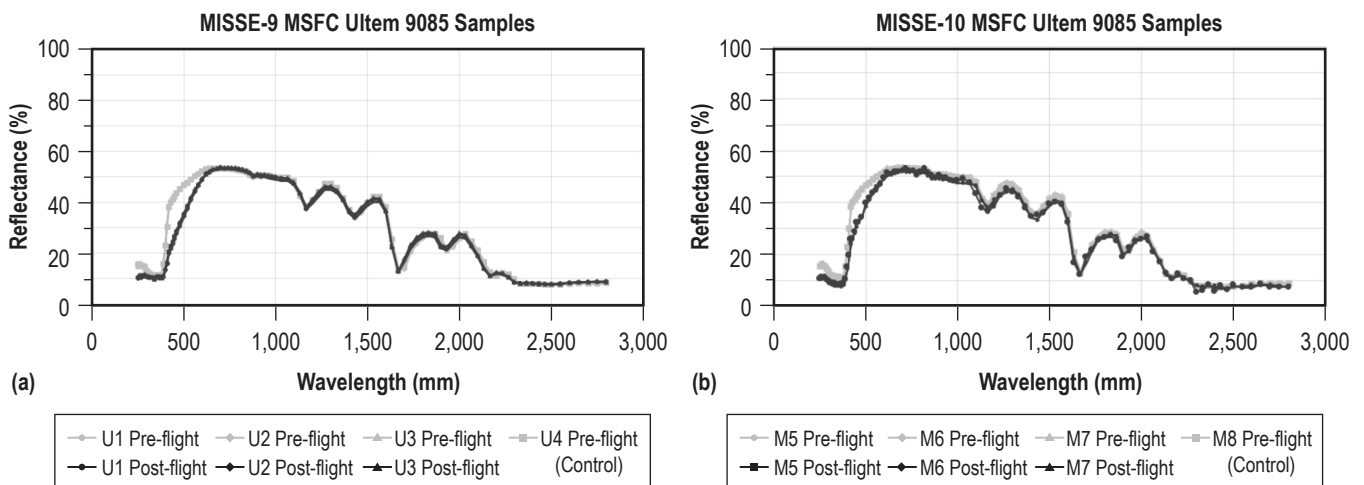 MISSE-9 MSFC Ultem 9085 Samples
100
80
60
40
20
0
Reflectance (%)
0 500 1,000 1,500 2,000 2,500 3,000
(a) Wavelength (mm)
U1 Pre-flight U2 Pre-flight U3 Pre-flight U4 Pre-flight
U1 Post-flight U2 Post-flight U3 Post-flight (Control)
MISSE-10 MSFC Ultem 9085 Samples
100
80
60
40
20
0
Reflectance (%)
0 500 1,000 1,500 2,000 2,500 3,000
(b) Wavelength (mm)
M5 Pre-flight M6 Pre-flight M7 Pre-flight M8 Pre-flight
M5 Post-flight M6 Post-flight M7 Post-flight (Control)